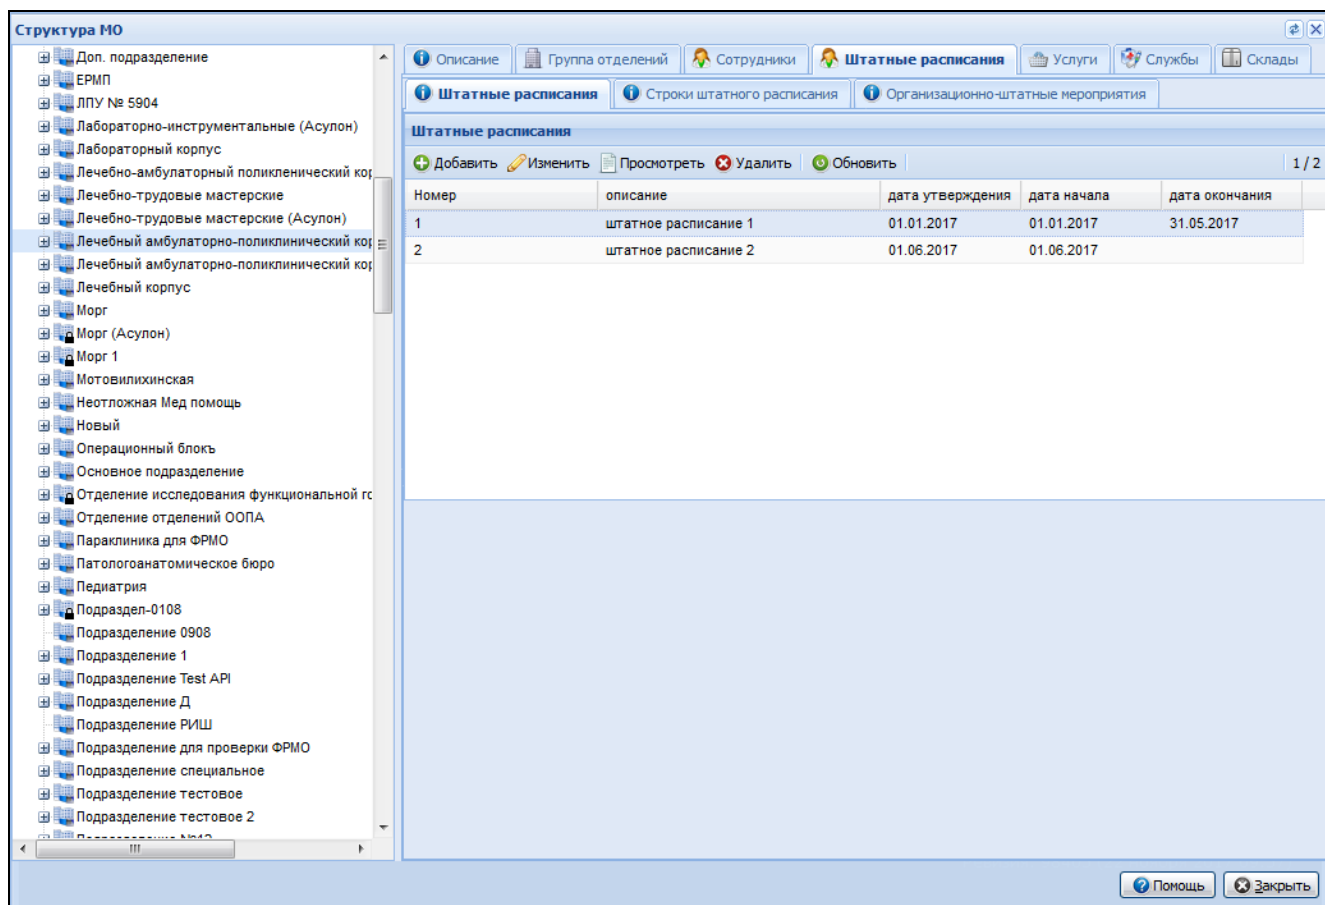 Структура МО
Доп. подразделение
ЕРМП
ЛПУ № 5904
Лабораторно-инструментальные (Асулон)
Лабораторный корпус
Лечебно-амбулаторный поликленический кор
Лечебно-трудовые мастерские
Лечебно-трудовые мастерские (Асулон)
Лечебный амбулаторно-поликлинический кор
Лечебный амбулаторно-поликлинический кор
Лечебный корпус
Морг
Морг (Асулон)
Морг 1
Мотовилихинская
Неотложная Мед помощь
Новый
Операционный блокъ
Основное подразделение
Отделение исследования функциональной го
Отделение отделений ООПА
Параклиника для ФРМО
Патологоанатомическое бюро
Педиатрия
Подраздел-0108
Подразделение 0908
Подразделение 1
Подразделение Test API
Подразделение Д
Подразделение РИШ
Подразделение для проверки ФРМО
Подразделение специальное
Подразделение тестовое
Подразделение тестовое 2
Подразделение №12
Описание Группа отделений Сотрудники Штатные расписания Услуги Службы Склады
Штатные расписания Строки штатного расписания Организационно-штатные мероприятия
Штатные расписания
Добавить Изменить Просмотреть Удалить Обновить 1 / 2
Номер описание дата утверждения дата начала дата окончания
1 штатное расписание 1 01.01.2017 01.01.2017 31.05.2017
2 штатное расписание 2 01.06.2017 01.06.2017
Помощь Закрыть